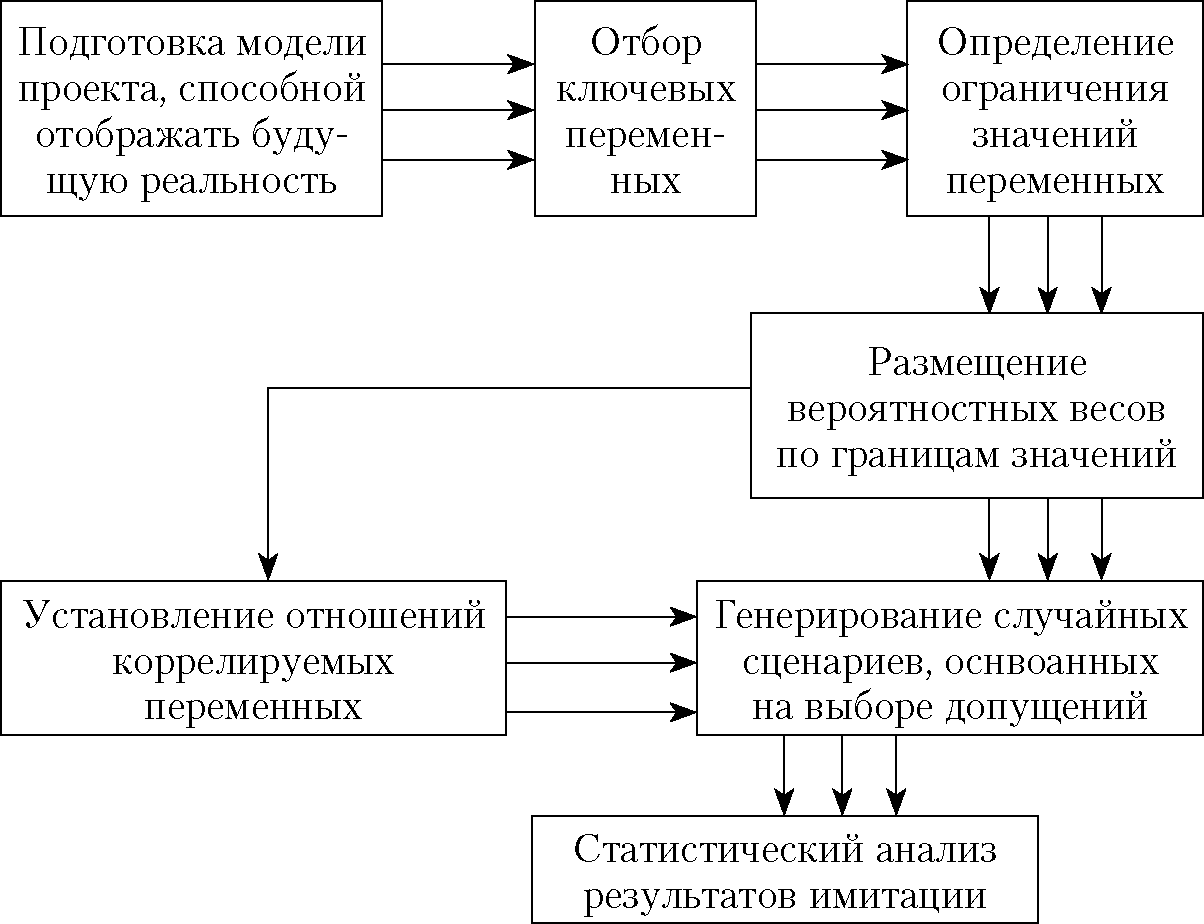 Подготовка модели
проекта, способной
отображать буду-
щую реальность
Отбор
ключевых
перемен-
ных
Определение
ограничения
значений
переменных
Размещение
вероятностных весов
по границам значений
Установление отношений
коррелируемых
переменных
Генерирование случайных
сценариев, оснвоанных
на выборе допущений
Статистический анализ
результатов имитации